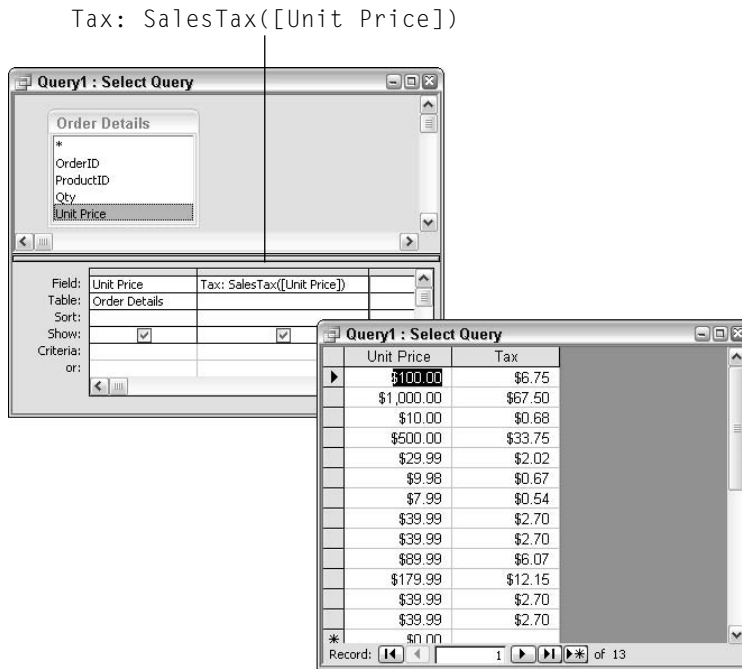 Tax: SalesTax([Unit Price])
Query1 : Select Query
Order Details
*
OrderID
ProductID
Qty
Unit Price
Field: Unit Price Tax: SalesTax([Unit Price])
Table: Order Details
Sort:
Show:
Criteria:
or:
Query1 : Select Query
Unit Price Tax
$100.00 $6.75
$1,000.00 $67.50
$10.00 $0.68
$500.00 $33.75
$29.99 $2.02
$9.98 $0.67
$7.99 $0.54
$39.99 $2.70
$39.99 $2.70
$89.99 $6.07
$179.99 $12.15
$39.99 $2.70
$39.99 $2.70
* $0.00
Record: 1 of 13